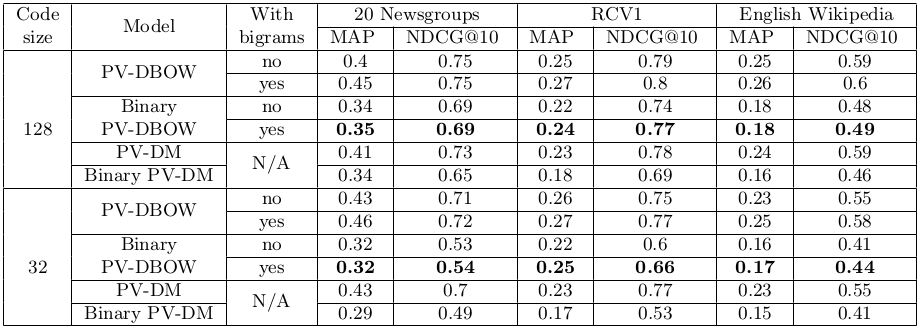 Code size Model With bigrams 20 Newsgroups RCV1 English Wikipedia
MAP NDCG@10 MAP NDCG@10 MAP NDCG@10
128 PV-DBOW no 0.4 0.75 0.25 0.79 0.25 0.59
yes 0.45 0.75 0.27 0.8 0.26 0.6
Binary PV-DBOW no 0.34 0.69 0.22 0.74 0.18 0.48
yes 0.35 0.69 0.24 0.77 0.18 0.49
PV-DM N/A 0.41 0.73 0.23 0.78 0.24 0.59
Binary PV-DM 0.34 0.65 0.18 0.69 0.16 0.46
32 PV-DBOW no 0.43 0.71 0.26 0.75 0.23 0.55
yes 0.46 0.72 0.27 0.77 0.25 0.58
Binary PV-DBOW no 0.32 0.53 0.22 0.6 0.16 0.41
yes 0.32 0.54 0.25 0.66 0.17 0.44
PV-DM N/A 0.43 0.7 0.23 0.77 0.23 0.55
Binary PV-DM 0.29 0.49 0.17 0.53 0.15 0.41